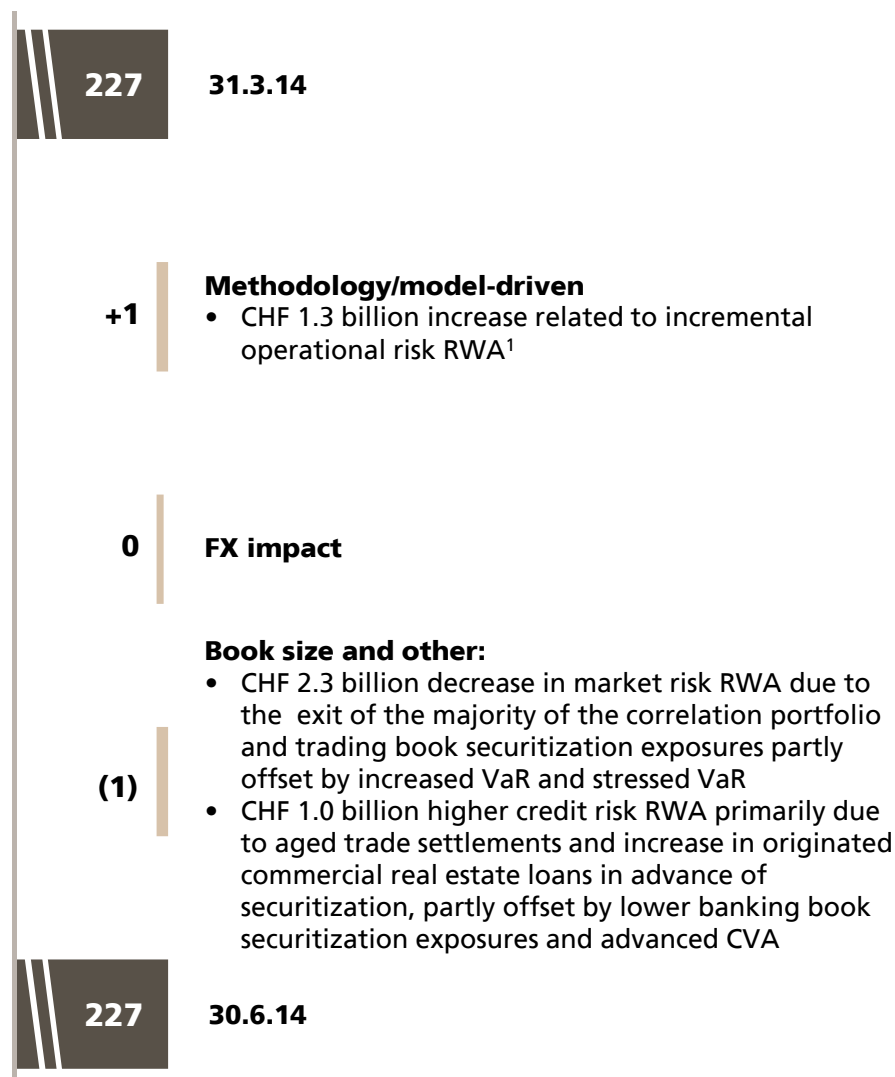 227 31.3.14
Methodology/model-driven
+1
• CHF 1.3 billion increase related to incremental
operational risk RWA¹
0 FX impact
Book size and other:
• CHF 2.3 billion decrease in market risk RWA due to
the  exit of the majority of the correlation portfolio
and trading book securitization exposures partly
offset by increased VaR and stressed VaR
(1)
• CHF 1.0 billion higher credit risk RWA primarily due
to aged trade settlements and increase in originated
commercial real estate loans in advance of
securitization, partly offset by lower banking book
securitization exposures and advanced CVA
227 30.6.14